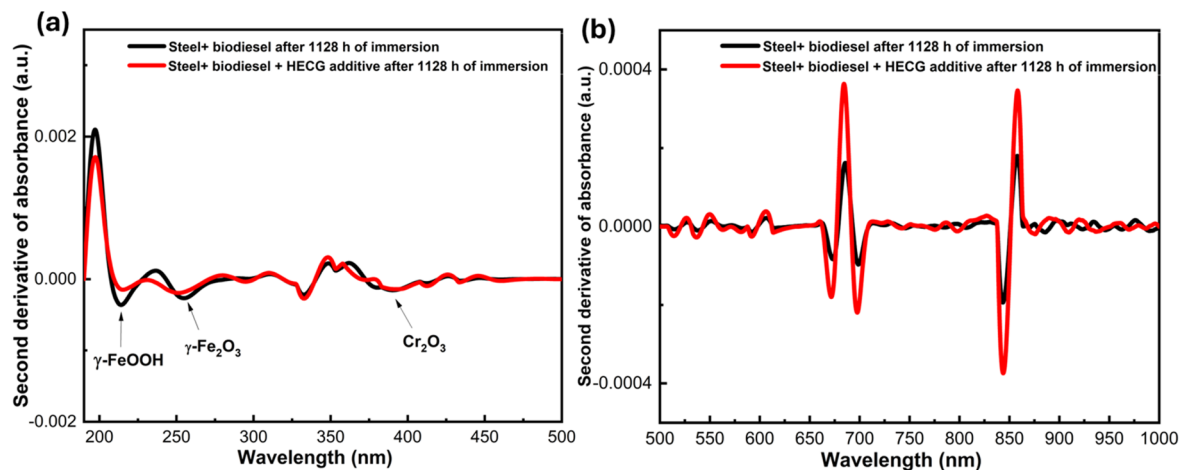 (a)
Steel+ biodiesel after 1128 h of immersion
Steel+ biodiesel + HECG additive after 1128 h of immersion
Second derivative of absorbance (a.u.)
0.002
0.000
-0.002
γ-FeOOH
γ-Fe₂O₃
Cr₂O₃
200 250 300 350 400 450 500
Wavelength (nm)
(b)
Steel+ biodiesel after 1128 h of immersion
Steel+ biodiesel + HECG additive after 1128 h of immersion
Second derivative of absorbance (a.u.)
0.0004
0.0000
-0.0004
500 550 600 650 700 750 800 850 900 950 1000
Wavelength (nm)